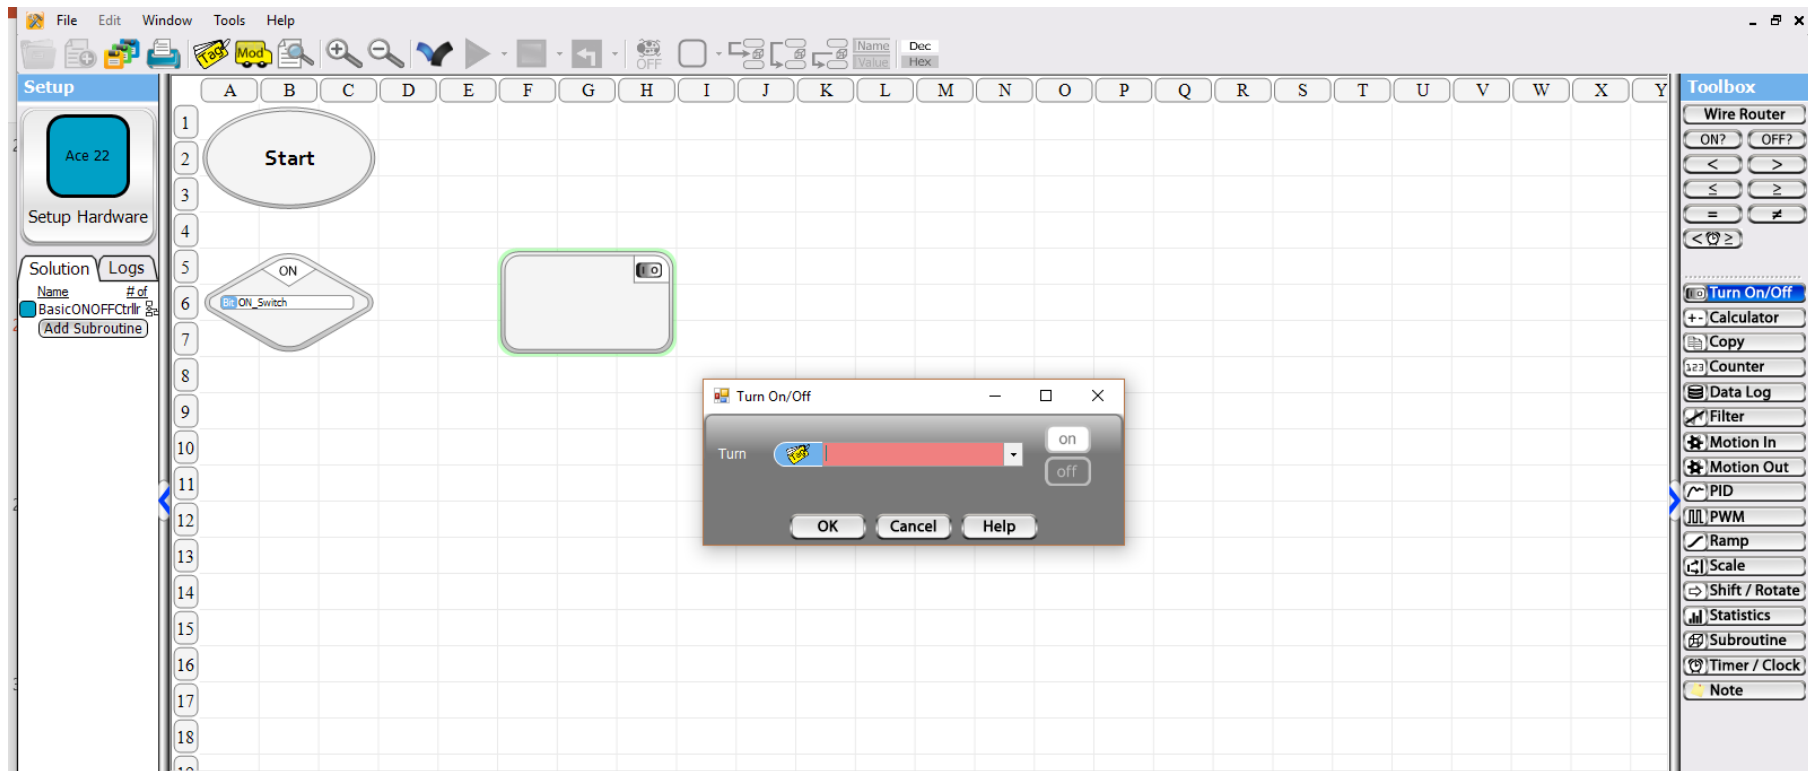 File Edit Window Tools Help
Tag Mod OFF Name Value Dec Hex
Setup
A B C D E F G H I J K L M N O P Q R S T U V W X Y
Toolbox
Ace 22
Setup Hardware
Solution Logs
Name # of
BasicONOFFCtrllr
Add Subroutine
1
2
3
4
5
6
7
8
9
10
11
12
13
14
15
16
17
18
Start
ON
Bit ON_Switch
Turn On/Off
Turn Tag
on
off
OK Cancel Help
Wire Router
ON? OFF?
< >
≤ ≥
= ≠
< ≥
Turn On/Off
+- Calculator
Copy
123 Counter
Data Log
Filter
Motion In
Motion Out
PID
PWM
Ramp
Scale
Shift / Rotate
Statistics
Subroutine
Timer / Clock
Note